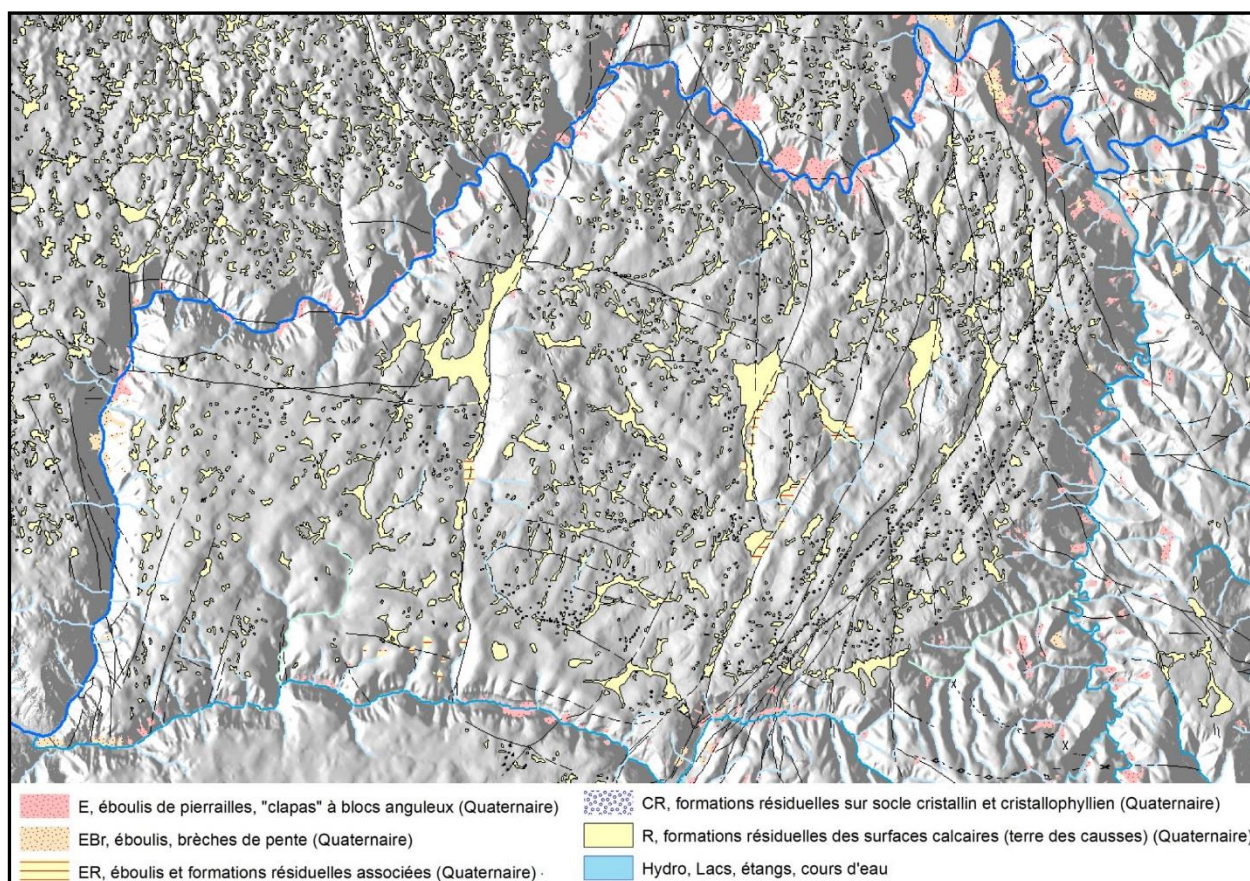 E, éboulis de pierrailles, "clapas" à blocs anguleux (Quaternaire)
EBr, éboulis, brèches de pente (Quaternaire)
ER, éboulis et formations résiduelles associées (Quaternaire) .
CR, formations résiduelles sur socle cristallin et cristallophyllien (Quaternaire)
R, formations résiduelles des surfaces calcaires (terre des causses) (Quaternaire)
Hydro, Lacs, étangs, cours d'eau